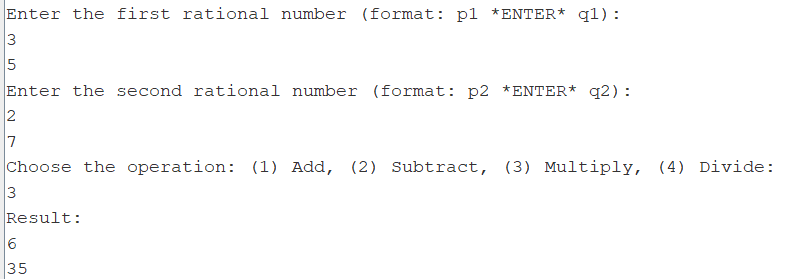 Enter the first rational number (format: p1 *ENTER* q1):
3
5
Enter the second rational number (format: p2 *ENTER* q2):
2
7
Choose the operation: (1) Add, (2) Subtract, (3) Multiply, (4) Divide:
3
Result:
6
35